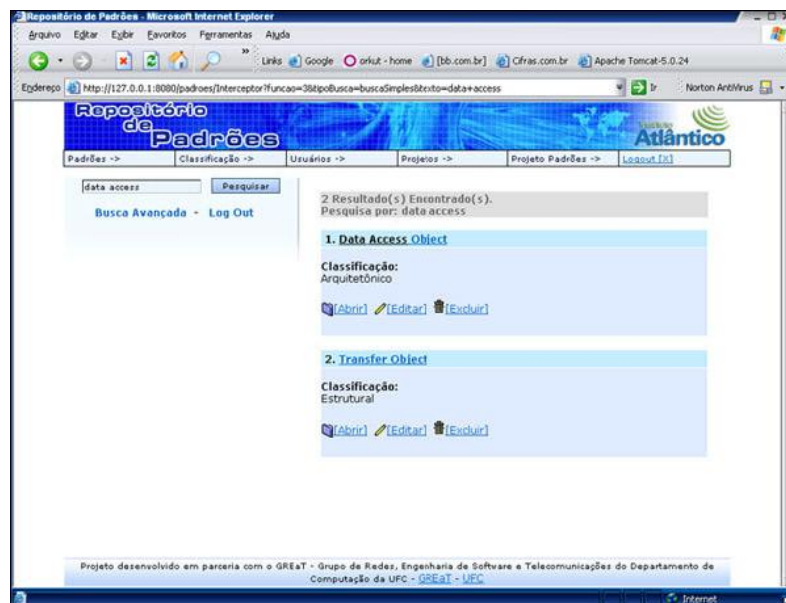 Repositório de Padrões - Microsoft Internet Explorer
Arquivo Editar Exibir Favoritos Ferramentas Ajuda
Links Google orkut - home [bb.com.br] Cifras.com.br Apache Tomcat-5.0.24
Endereço http://127.0.0.1:8080/padroes/Interceptor?funcao=38&tipoBusca=buscaSimples&texto=data+access Ir Norton AntiVirus
Repositório
de
Padrões
Instituto
Atlântico
Padrões -> Classificação -> Usuários -> Projetos -> Projeto Padrões -> Logout [X]
data access Pesquisar
Busca Avançada - Log Out
2 Resultado(s) Encontrado(s).
Pesquisa por: data access
1. Data Access Object
Classificação:
Arquitetônico
[Abrir] [Editar] [Excluir]
2. Transfer Object
Classificação:
Estrutural
[Abrir] [Editar] [Excluir]
Projeto desenvolvido em parceria com o GREaT - Grupo de Redes, Engenharia de Software e Telecomunicações do Departamento de
Computação da UFC - GREaT - UFC
Internet